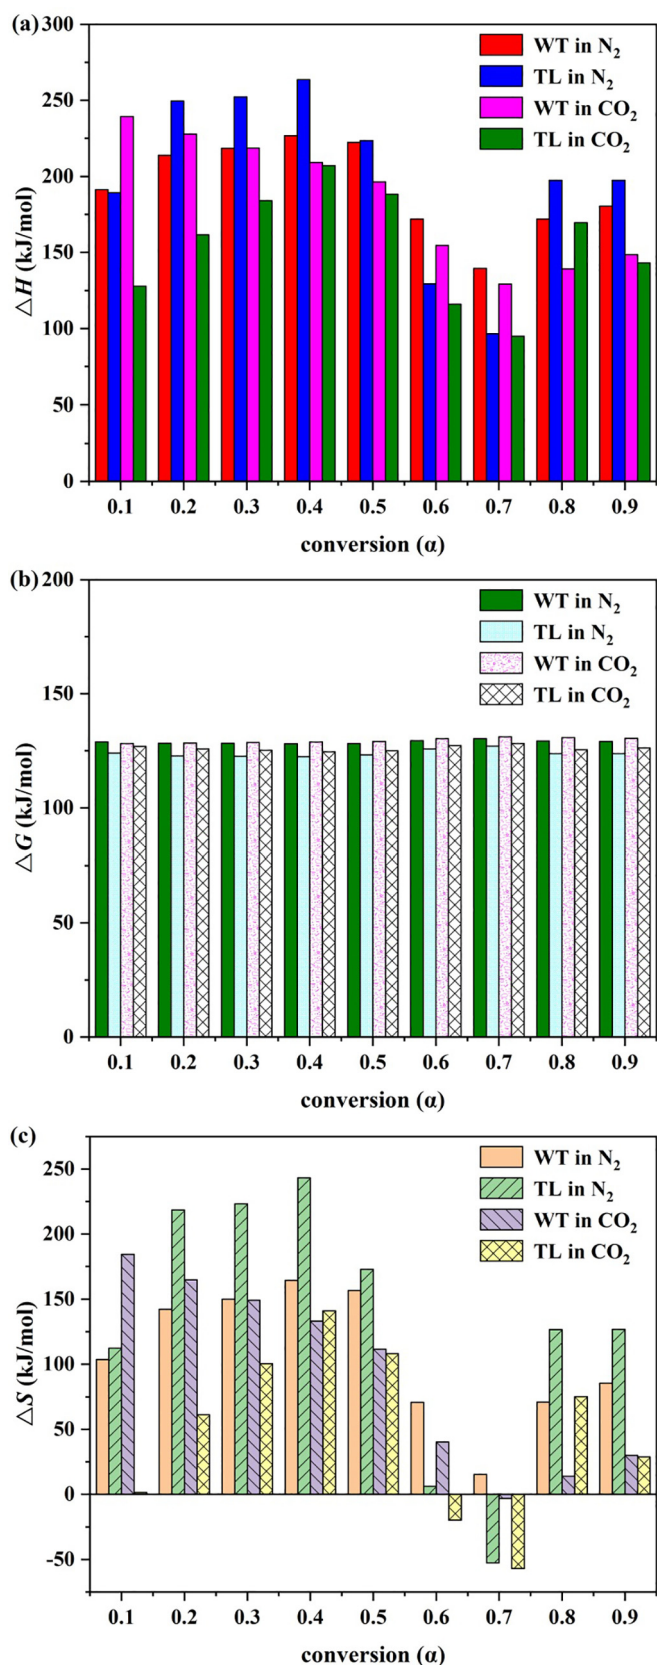 (a)
300
250
200
150
100
50
0
△H (kJ/mol)
WT in N₂
TL in N₂
WT in CO₂
TL in CO₂
0.1 0.2 0.3 0.4 0.5 0.6 0.7 0.8 0.9
conversion (α)
(b)
200
150
100
50
0
△G (kJ/mol)
WT in N₂
TL in N₂
WT in CO₂
TL in CO₂
0.1 0.2 0.3 0.4 0.5 0.6 0.7 0.8 0.9
conversion (α)
(c)
250
200
150
100
50
0
-50
△S (kJ/mol)
WT in N₂
TL in N₂
WT in CO₂
TL in CO₂
0.1 0.2 0.3 0.4 0.5 0.6 0.7 0.8 0.9
conversion (α)